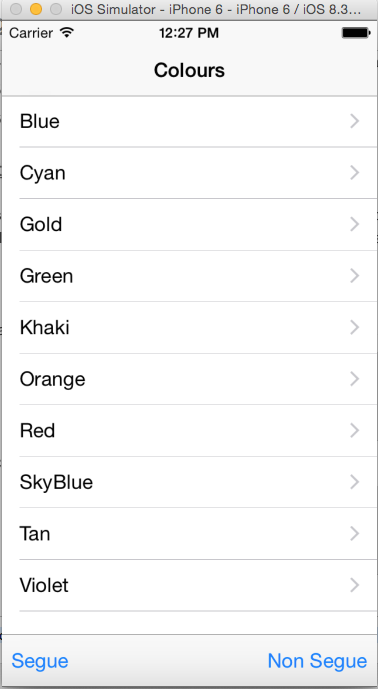 iOS Simulator - iPhone 6 - iPhone 6 / iOS 8.3...
Carrier 12:27 PM
Colours
Blue
Cyan
Gold
Green
Khaki
Orange
Red
SkyBlue
Tan
Violet
Segue Non Segue